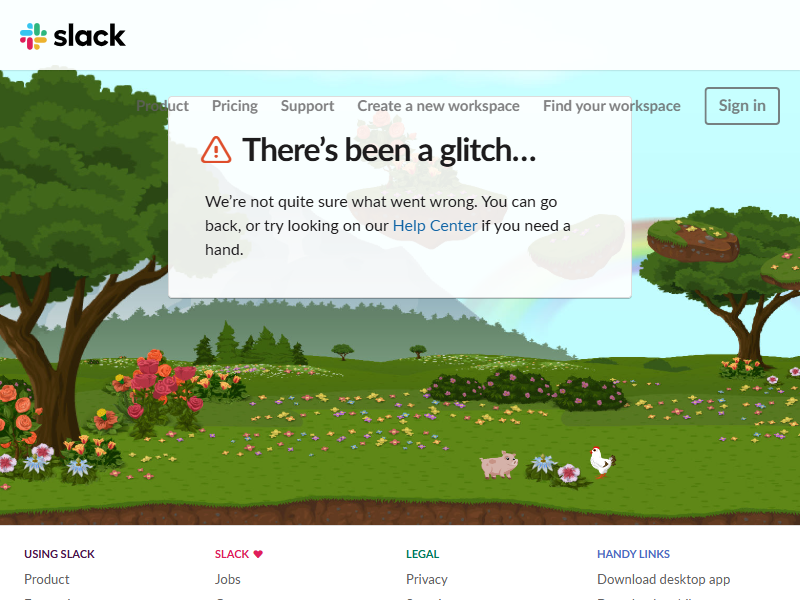 slack
Product Pricing Support Create a new workspace Find your workspace Sign in
There's been a glitch…
We're not quite sure what went wrong. You can go
back, or try looking on our Help Center if you need a
hand.
USING SLACK
Product
SLACK ♥
Jobs
LEGAL
Privacy
HANDY LINKS
Download desktop app